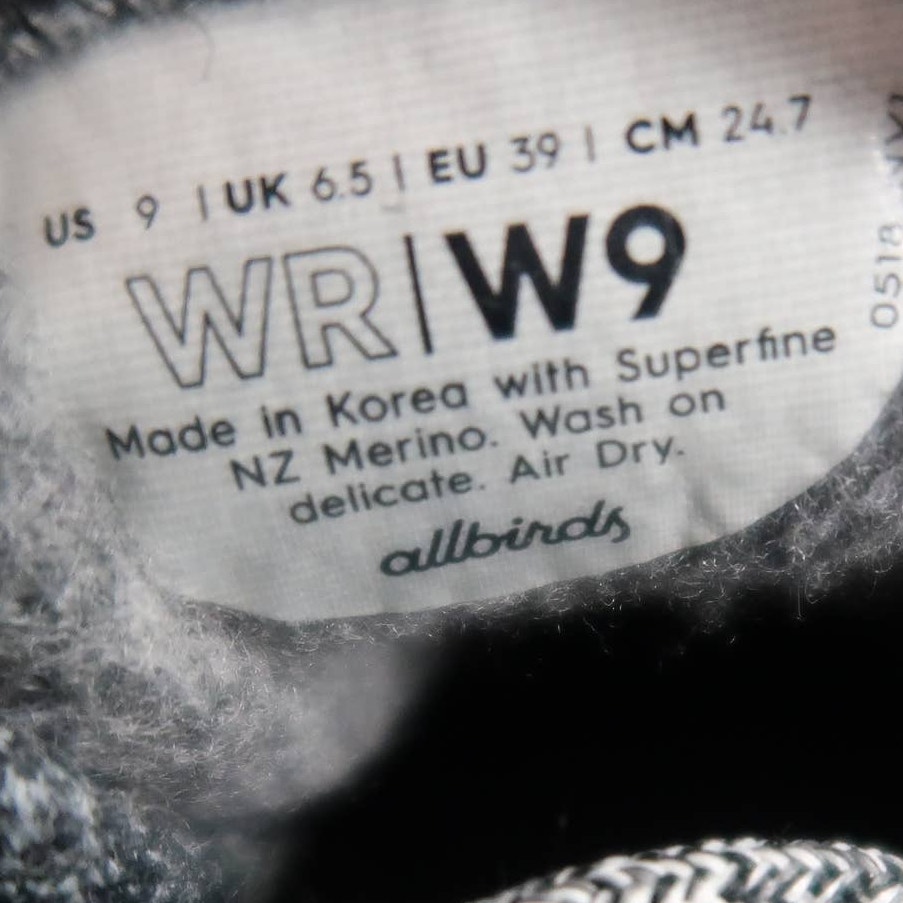 US 9 | UK 6.5 | EU 39 | CM 24.7
WR | W9
Made in Korea with Superfine
NZ Merino. Wash on
delicate. Air Dry.
allbirds
0518